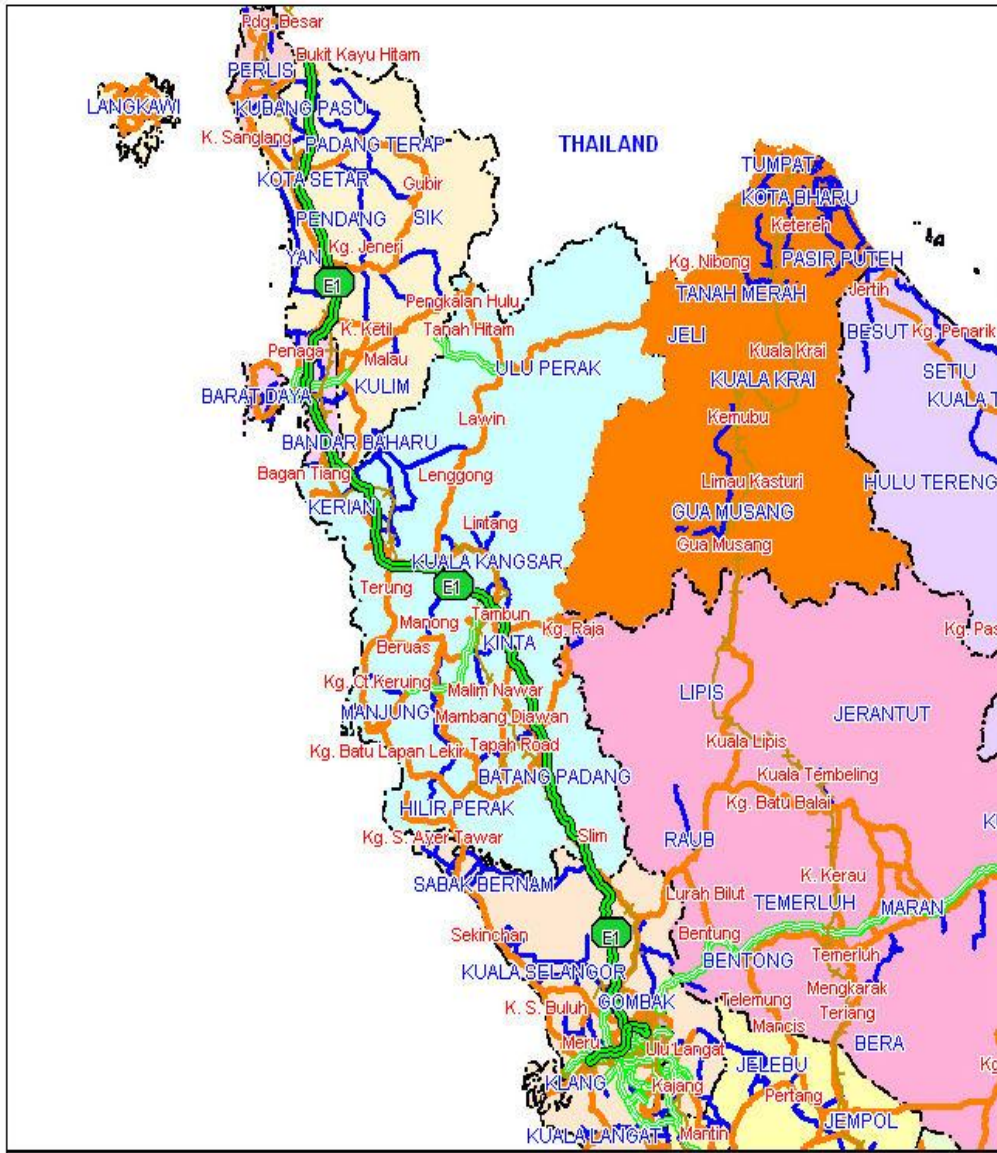 Pdg. Besar
Bukit Kayu Hitam
PERLIS
LANGKAWI
KUBANG PASU
K. Sanglang
PADANG TERAP
THAILAND
TUMPAT
KOTA SETAR
Gubir
KOTA BHARU
PENDANG
SIK
Ketereh
Kg. Jeneri
YAN
Kg. Nibong
PASIR PUTEH
E1
TANAH MERAH
Jertih
Pengkalan Hulu
K. Ketil
Tanah Hitam
JELI
BESUT
Kg. Penarik
Penaga
Malau
ULU PERAK
Kuala Krai
SETIU
BARAT DAYA
KULIM
KUALA KRAI
KUALA T
Lawin
Kemubu
BANDAR BAHARU
Bagan Tiang
Lenggong
Limau Kasturi
HULU TERENG
KERIAN
Lintang
GUA MUSANG
Gua Musang
KUALA KANGSAR
Terung
E1
Manong
Tambun
Kg. Raja
Kg. Pas
Beruas
KINTA
Kg. Ct.Keruing
Malim Nawar
LIPIS
MANJUNG
Mambang Diawan
JERANTUT
Kg. Batu Lapan Lekir
Tapah Road
Kuala Lipis
BATANG PADANG
Kuala Tembeling
HILIR PERAK
Kg. Batu Balai
Kg. S. Ayer Tawar
Slim
RAUB
K
SABAK BERNAM
K. Kerau
Lurah Bilut
TEMERLUH
MARAN
Sekinchan
E1
Bentung
BENTONG
Temerluh
KUALA SELANGOR
Mengkarak
K. S. Buluh
GOMBAK
Telemung
Teriang
Mancis
Meru
Ulu Langat
BERA
KLANG
JELEBU
Kg.
Kajang
Pertang
KUALA LANGAT
Mantin
JEMPOL